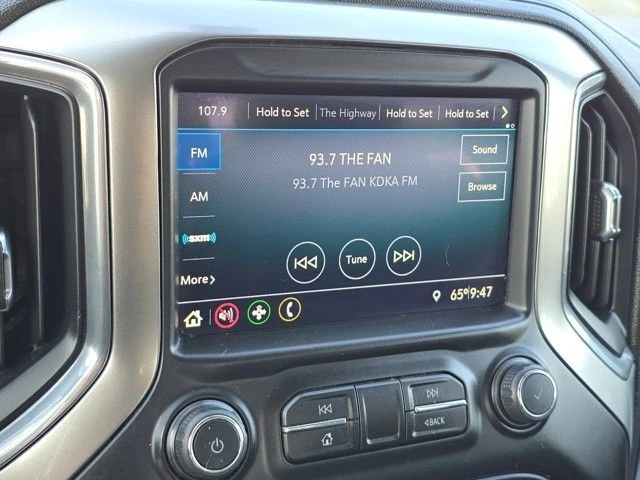 107.9 Hold to Set The Highway Hold to Set Hold to Set
FM
93.7 THE FAN
Sound
93.7 The FAN KDKA FM
AM
Browse
sxm
Tune
More
65° 9:47
BACK